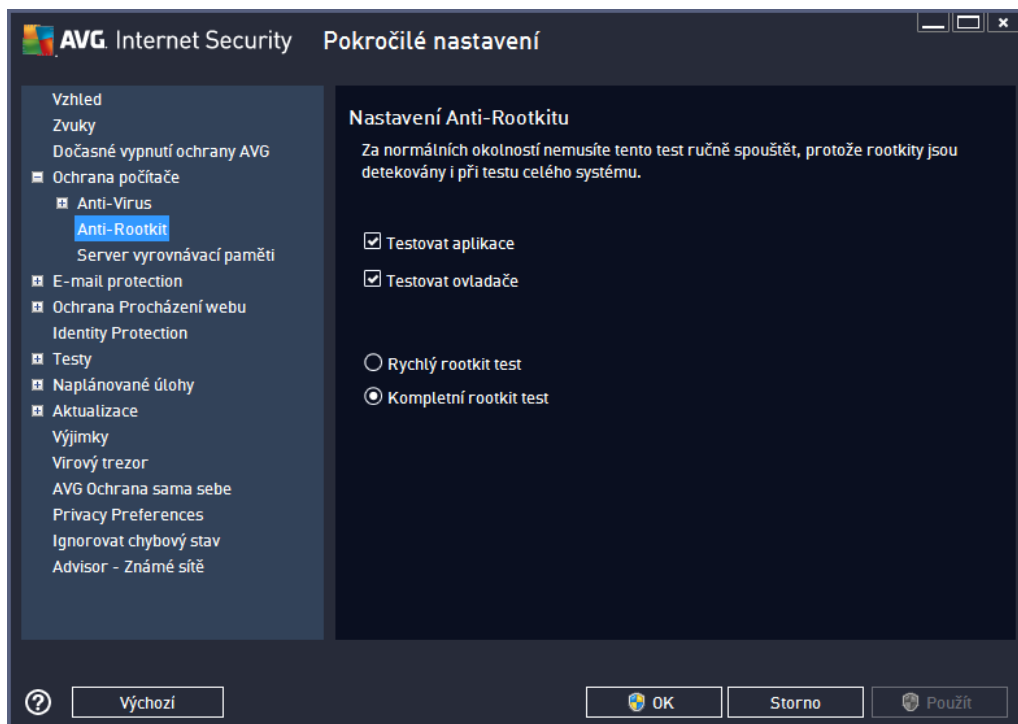 AVG. Internet Security Pokročilé nastavení
Vzhled
Zvuky
Dočasné vypnutí ochrany AVG
Ochrana počítače
Anti-Virus
Anti-Rootkit
Server vyrovnávací paměti
E-mail protection
Ochrana Procházení webu
Identity Protection
Testy
Naplánované úlohy
Aktualizace
Výjimky
Virový trezor
AVG Ochrana sama sebe
Privacy Preferences
Ignorovat chybový stav
Advisor - Známé sítě
Nastavení Anti-Rootkitu
Za normálních okolností nemusíte tento test ručně spouštět, protože rootkity jsou
detekovány i při testu celého systému.
Testovat aplikace
Testovat ovladače
Rychlý rootkit test
Kompletní rootkit test
Výchozí
OK
Storno
Použít